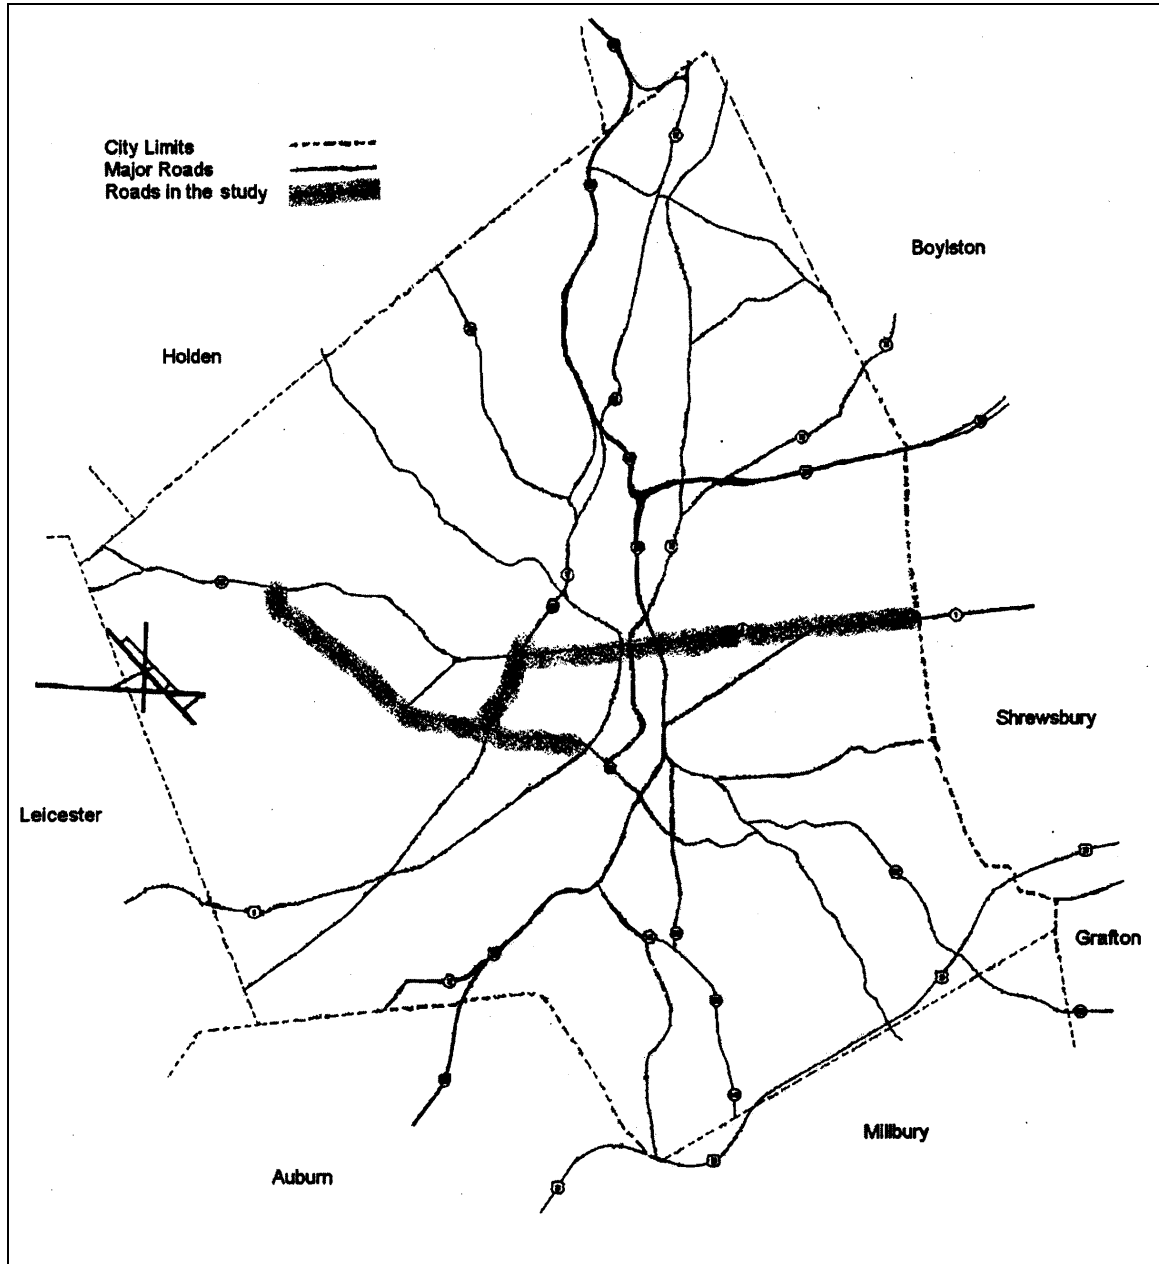 City Limits
Major Roads
Roads in the study
Boylston
Holden
Shrewsbury
Leicester
Grafton
Millbury
Auburn